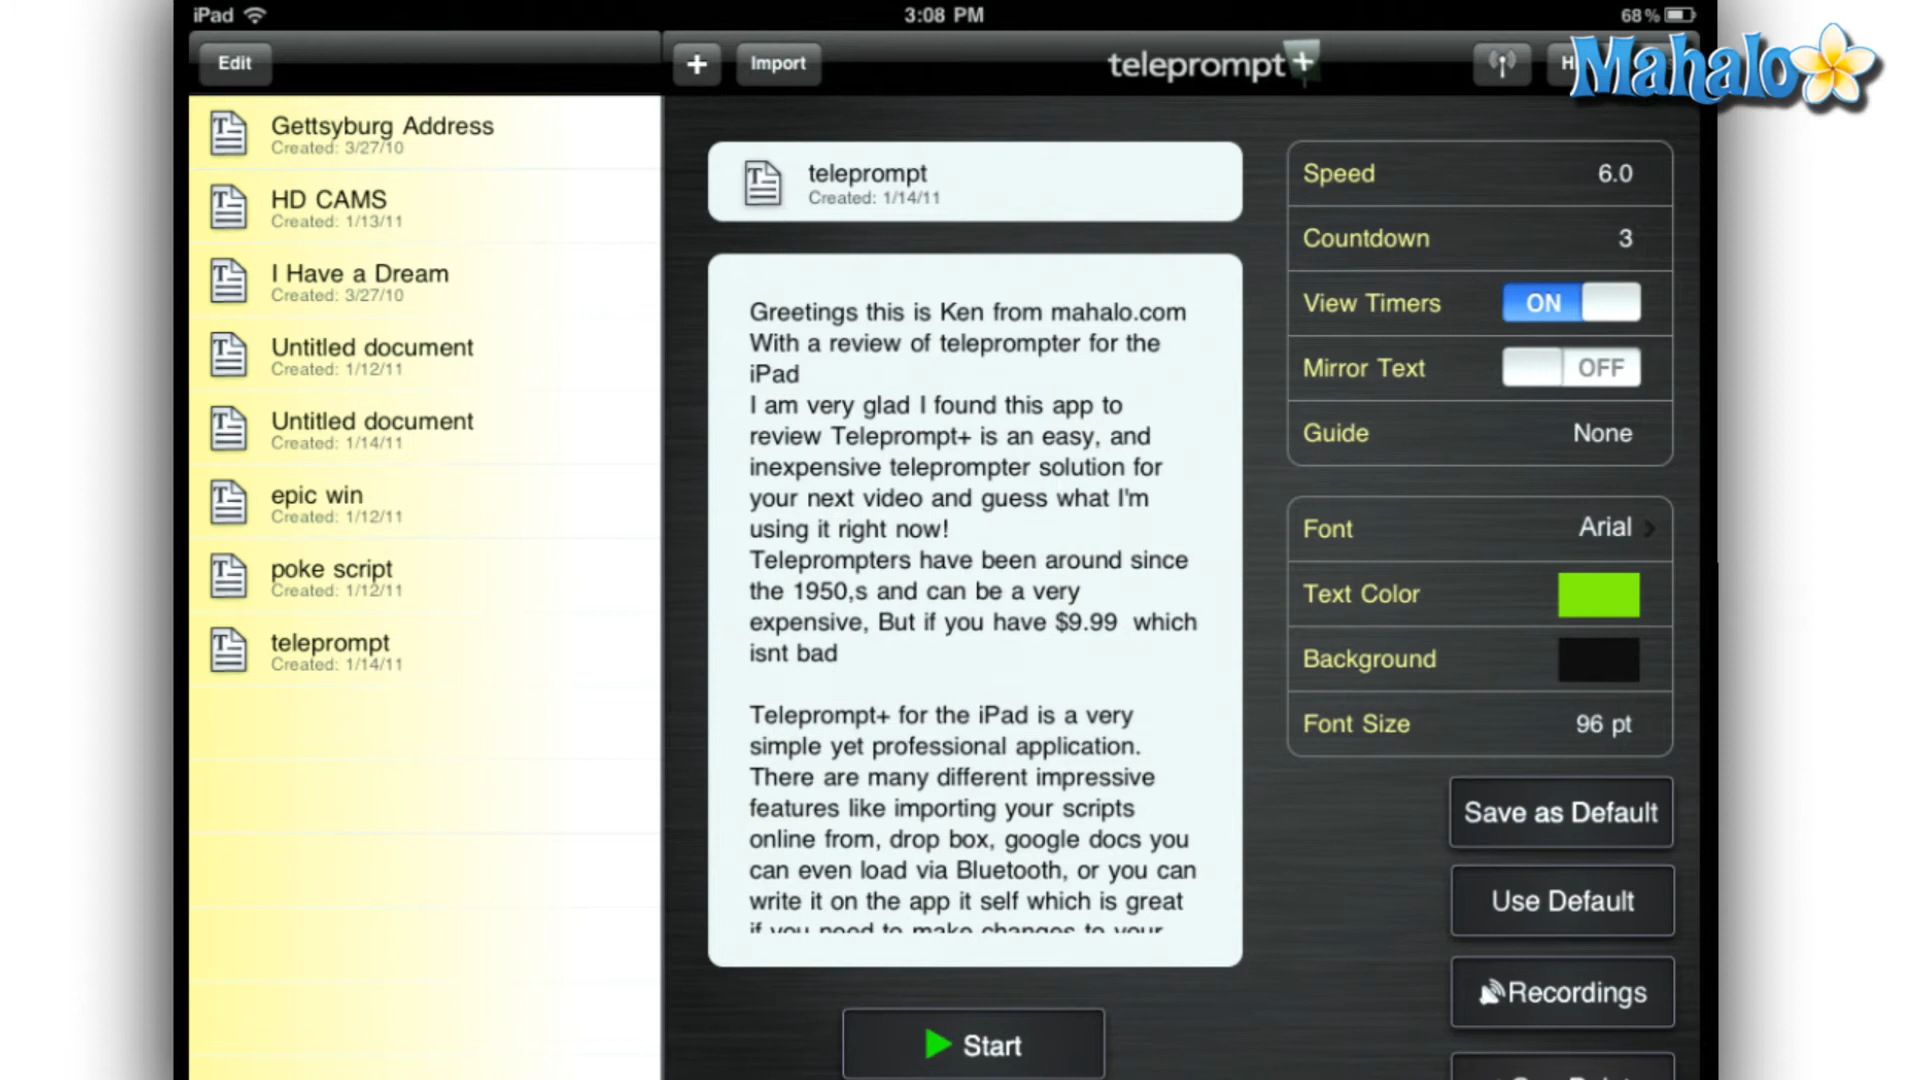 iPad
3:08 PM
68%
Edit
+
Import
teleprompt+
H
Mahalo
Gettsyburg Address
Created: 3/27/10
HD CAMS
Created: 1/13/11
I Have a Dream
Created: 3/27/10
Untitled document
Created: 1/12/11
Untitled document
Created: 1/14/11
epic win
Created: 1/12/11
poke script
Created: 1/12/11
teleprompt
Created: 1/14/11
teleprompt
Created: 1/14/11
Greetings this is Ken from mahalo.com
With a review of teleprompter for the
iPad
I am very glad I found this app to
review Teleprompt+ is an easy, and
inexpensive teleprompter solution for
your next video and guess what I'm
using it right now!
Teleprompters have been around since
the 1950,s and can be a very
expensive, But if you have $9.99  which
isnt bad
Teleprompt+ for the iPad is a very
simple yet professional application.
There are many different impressive
features like importing your scripts
online from, drop box, google docs you
can even load via Bluetooth, or you can
write it on the app it self which is great
if you need to make changes to your
Start
Speed 6.0
Countdown 3
View Timers ON
Mirror Text OFF
Guide None
Font Arial
Text Color
Background
Font Size 96 pt
Save as Default
Use Default
Recordings